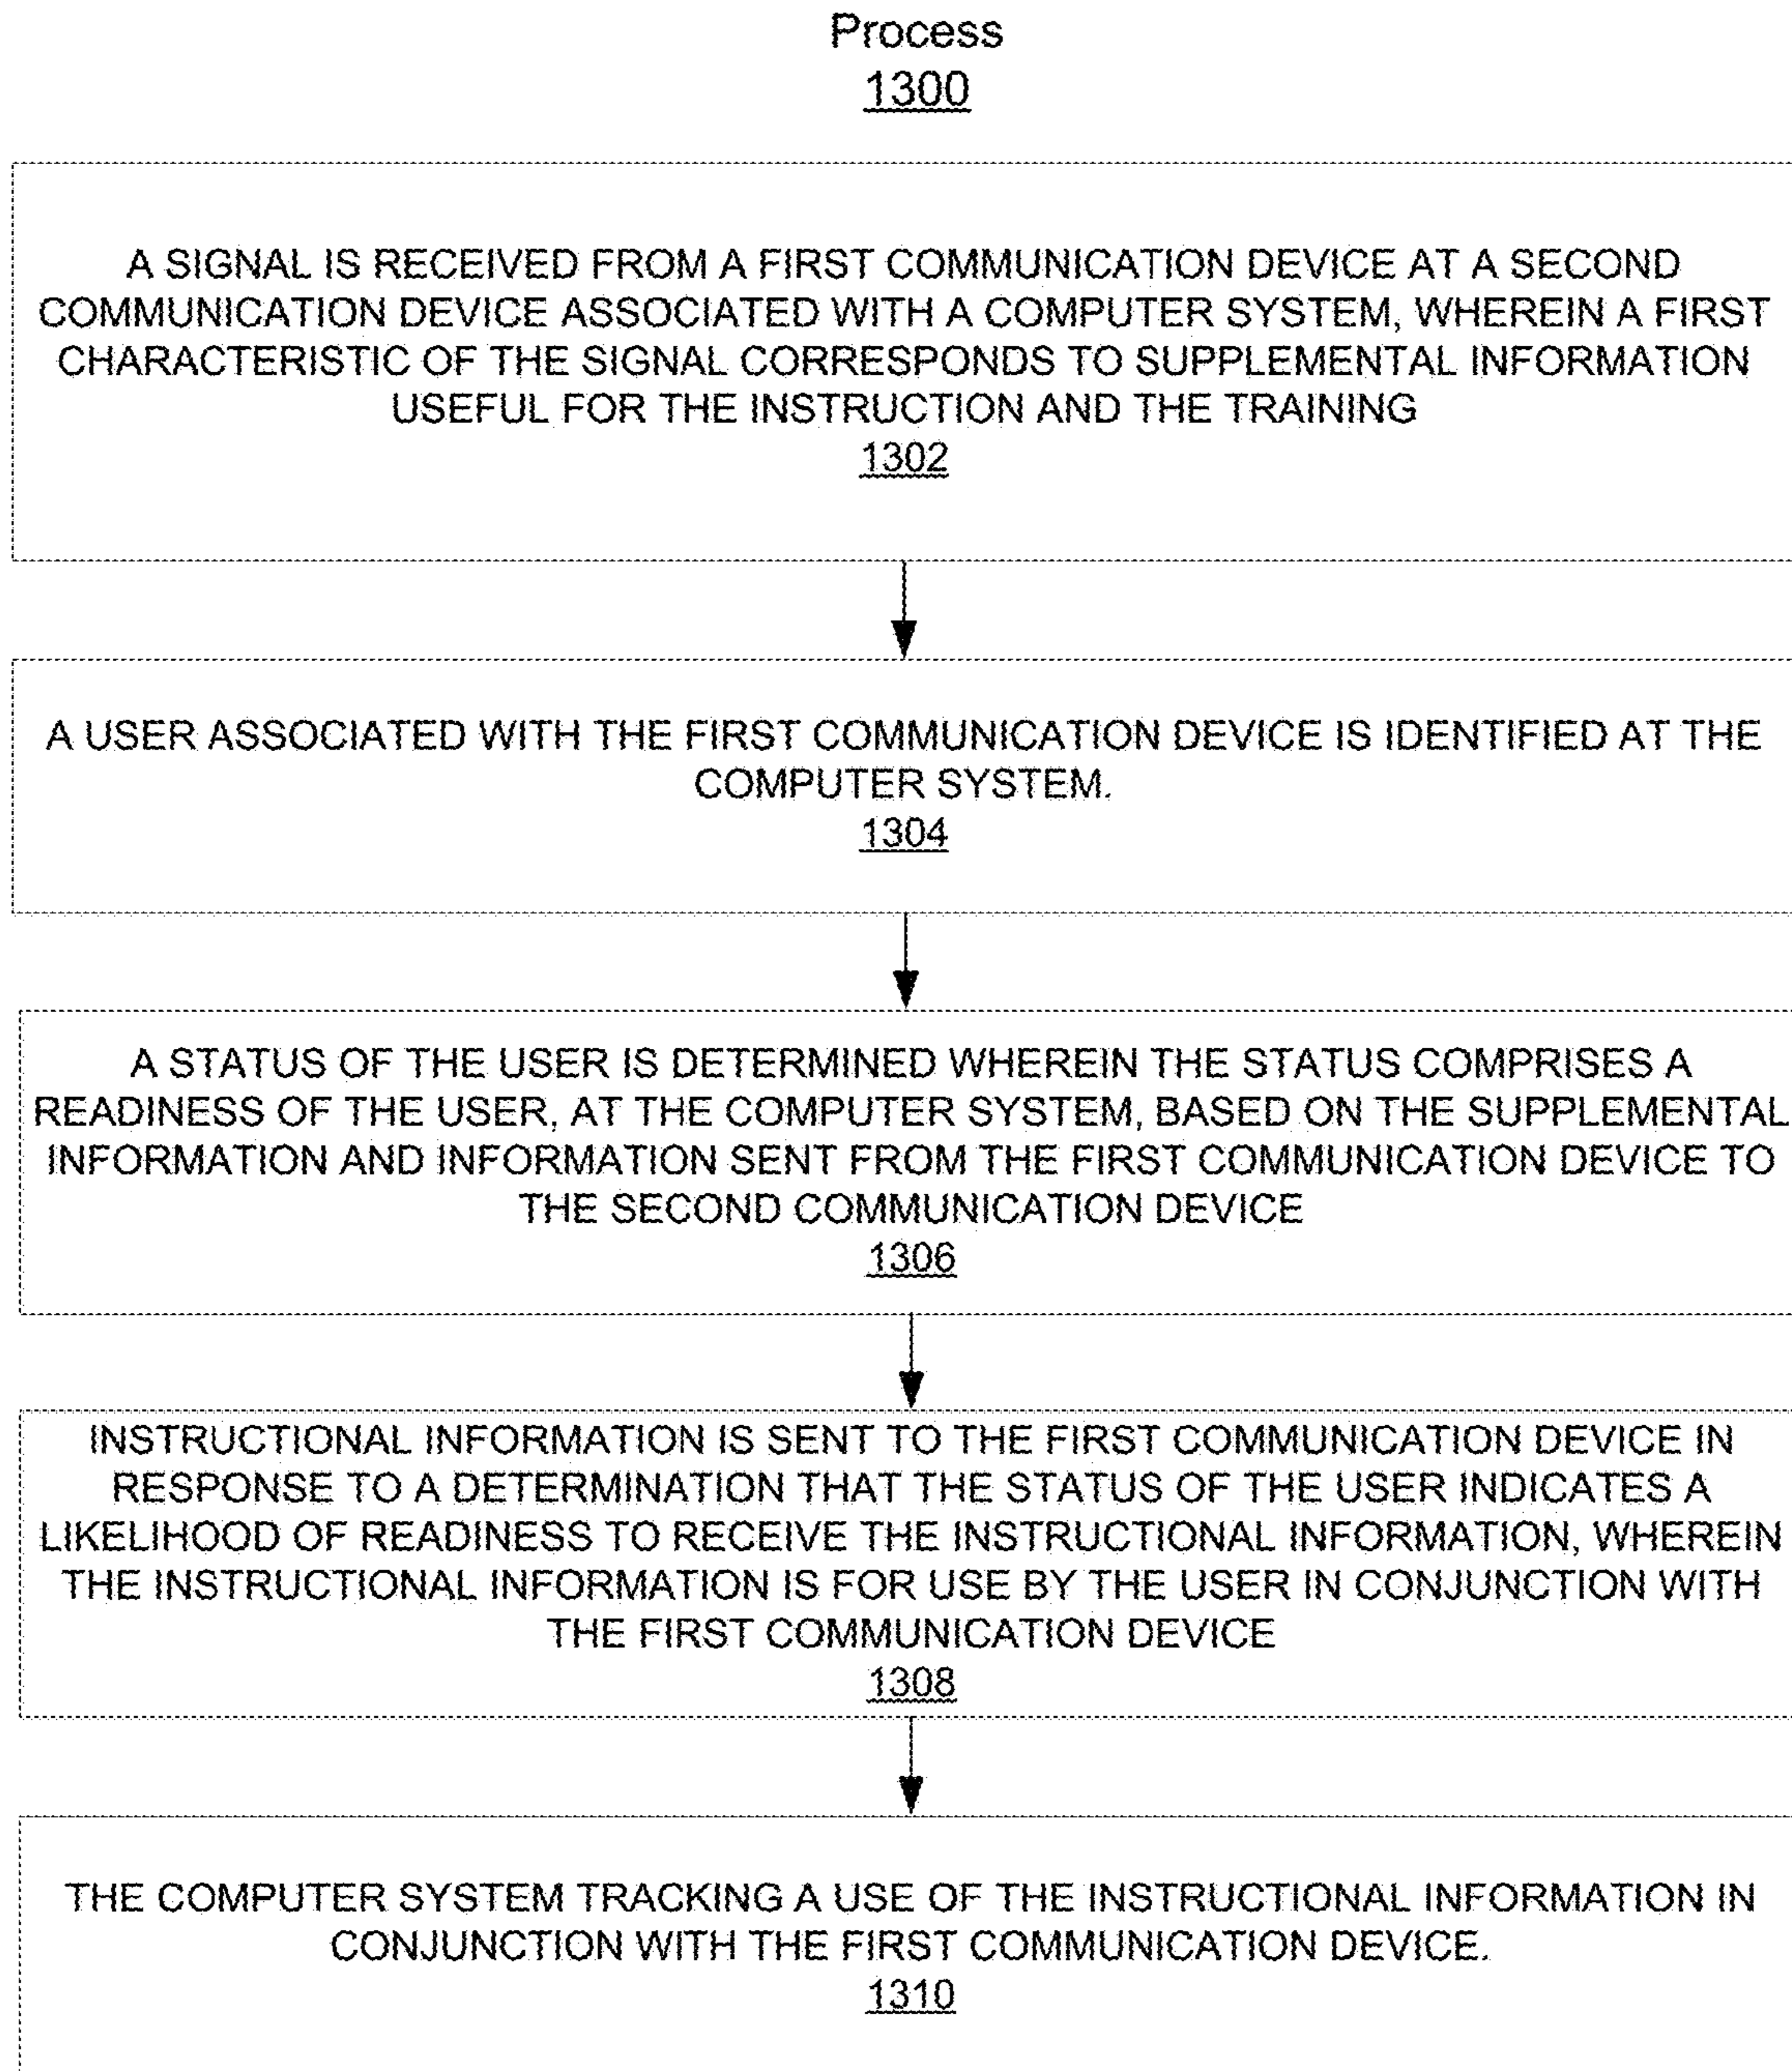 Process
1300
A SIGNAL IS RECEIVED FROM A FIRST COMMUNICATION DEVICE AT A SECOND
COMMUNICATION DEVICE ASSOCIATED WITH A COMPUTER SYSTEM, WHEREIN A FIRST
CHARACTERISTIC OF THE SIGNAL CORRESPONDS TO SUPPLEMENTAL INFORMATION
USEFUL FOR THE INSTRUCTION AND THE TRAINING
1302
A USER ASSOCIATED WITH THE FIRST COMMUNICATION DEVICE IS IDENTIFIED AT THE
COMPUTER SYSTEM.
1304
A STATUS OF THE USER IS DETERMINED WHEREIN THE STATUS COMPRISES A
READINESS OF THE USER, AT THE COMPUTER SYSTEM, BASED ON THE SUPPLEMENTAL
INFORMATION AND INFORMATION SENT FROM THE FIRST COMMUNICATION DEVICE TO
THE SECOND COMMUNICATION DEVICE
1306
INSTRUCTIONAL INFORMATION IS SENT TO THE FIRST COMMUNICATION DEVICE IN
RESPONSE TO A DETERMINATION THAT THE STATUS OF THE USER INDICATES A
LIKELIHOOD OF READINESS TO RECEIVE THE INSTRUCTIONAL INFORMATION, WHEREIN
THE INSTRUCTIONAL INFORMATION IS FOR USE BY THE USER IN CONJUNCTION WITH
THE FIRST COMMUNICATION DEVICE
1308
THE COMPUTER SYSTEM TRACKING A USE OF THE INSTRUCTIONAL INFORMATION IN
CONJUNCTION WITH THE FIRST COMMUNICATION DEVICE.
1310